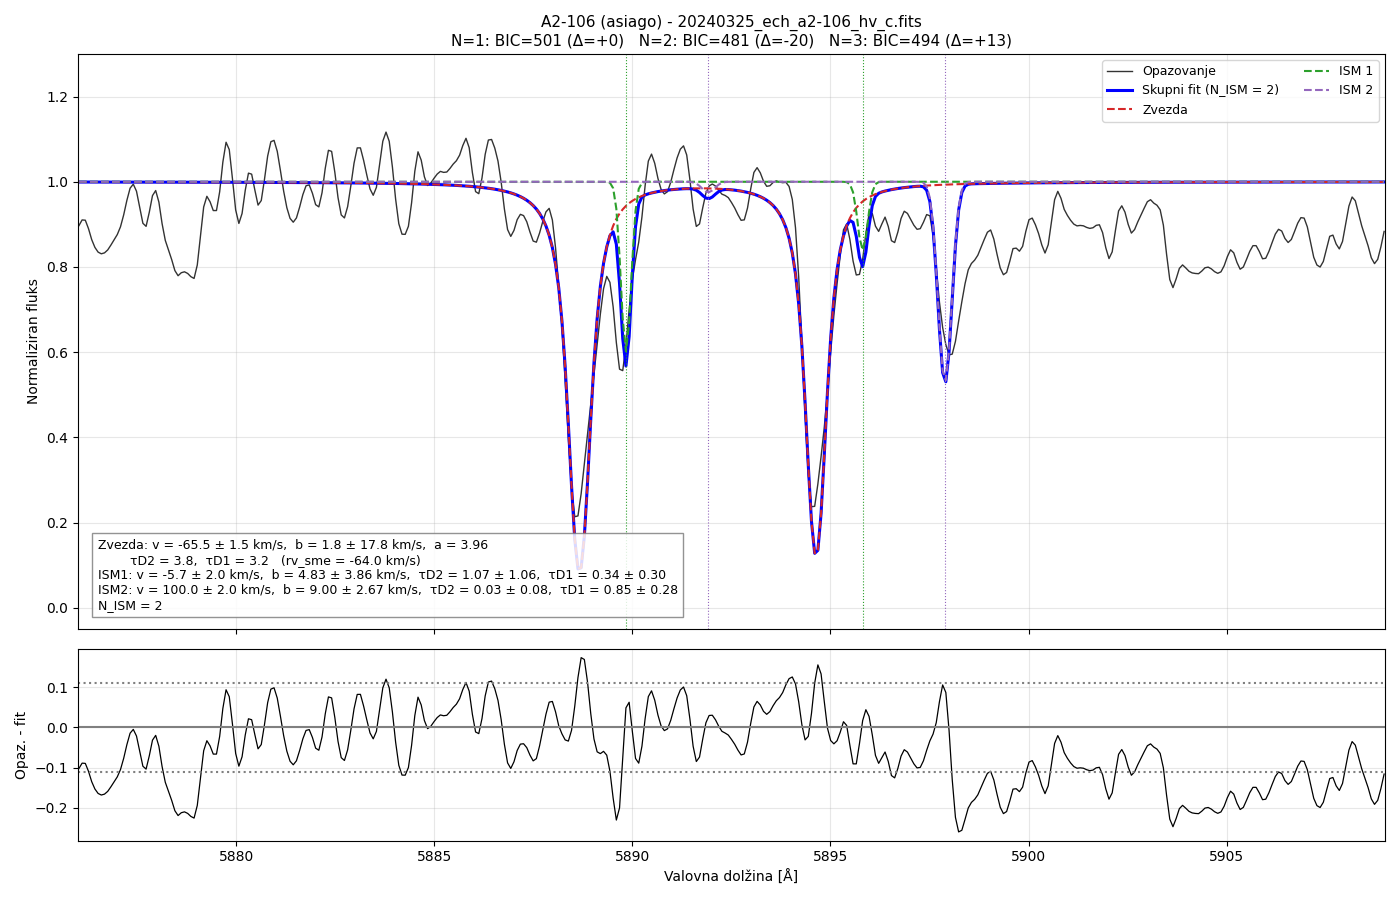 A2-106 (asiago) - 20240325_ech_a2-106_hv_c.fits
N=1: BIC=501 (Δ=+0)   N=2: BIC=481 (Δ=-20)   N=3: BIC=494 (Δ=+13)
Opazovanje
Skupni fit (N_ISM = 2)
Zvezda
ISM 1
ISM 2
Normaliziran fluks
1.2
1.0
0.8
0.6
0.4
0.2
0.0
Zvezda: v = -65.5 ± 1.5 km/s,  b = 1.8 ± 17.8 km/s,  a = 3.96
τD2 = 3.8,  τD1 = 3.2   (rv_sme = -64.0 km/s)
ISM1: v = -5.7 ± 2.0 km/s,  b = 4.83 ± 3.86 km/s,  τD2 = 1.07 ± 1.06,  τD1 = 0.34 ± 0.30
ISM2: v = 100.0 ± 2.0 km/s,  b = 9.00 ± 2.67 km/s,  τD2 = 0.03 ± 0.08,  τD1 = 0.85 ± 0.28
N_ISM = 2
Opaz. - fit
0.1
0.0
−0.1
−0.2
5880
5885
5890
5895
5900
5905
Valovna dolžina [Å]